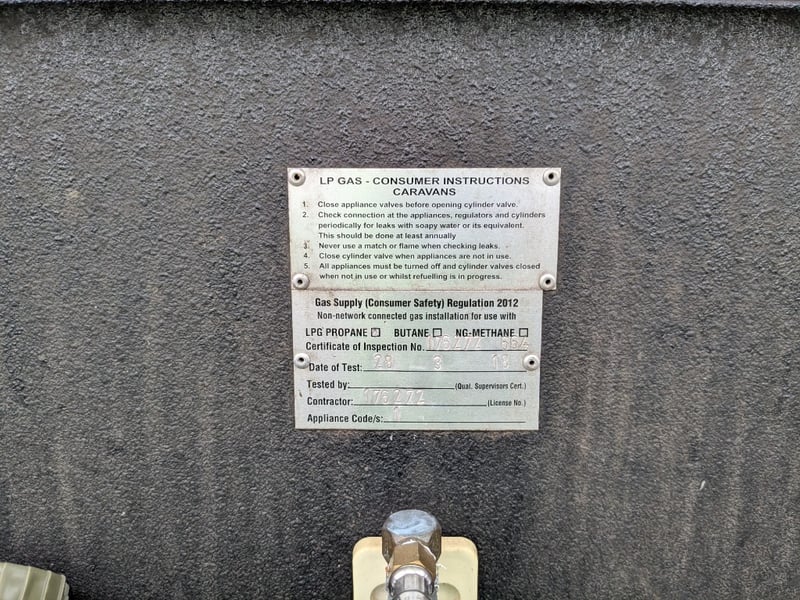 LP GAS - CONSUMER INSTRUCTIONS
CARAVANS
1. Close appliance valves before opening cylinder valve.
2. Check connection at the appliances, regulators and cylinders
periodically for leaks with soapy water or its equivalent.
This should be done at least annually
3. Never use a match or flame when checking leaks.
4. Close cylinder valve when appliances are not in use.
5. All appliances must be turned off and cylinder valves closed
when not in use or whilst refuelling is in progress.
Gas Supply (Consumer Safety) Regulation 2012
Non-network connected gas installation for use with
LPG PROPANE BUTANE NG-METHANE
Certificate of Inspection No. 176272
Date of Test: 28 3
Tested by: (Qual. Supervisors Cert.)
Contractor: 176272 (License No.)
Appliance Code/s: